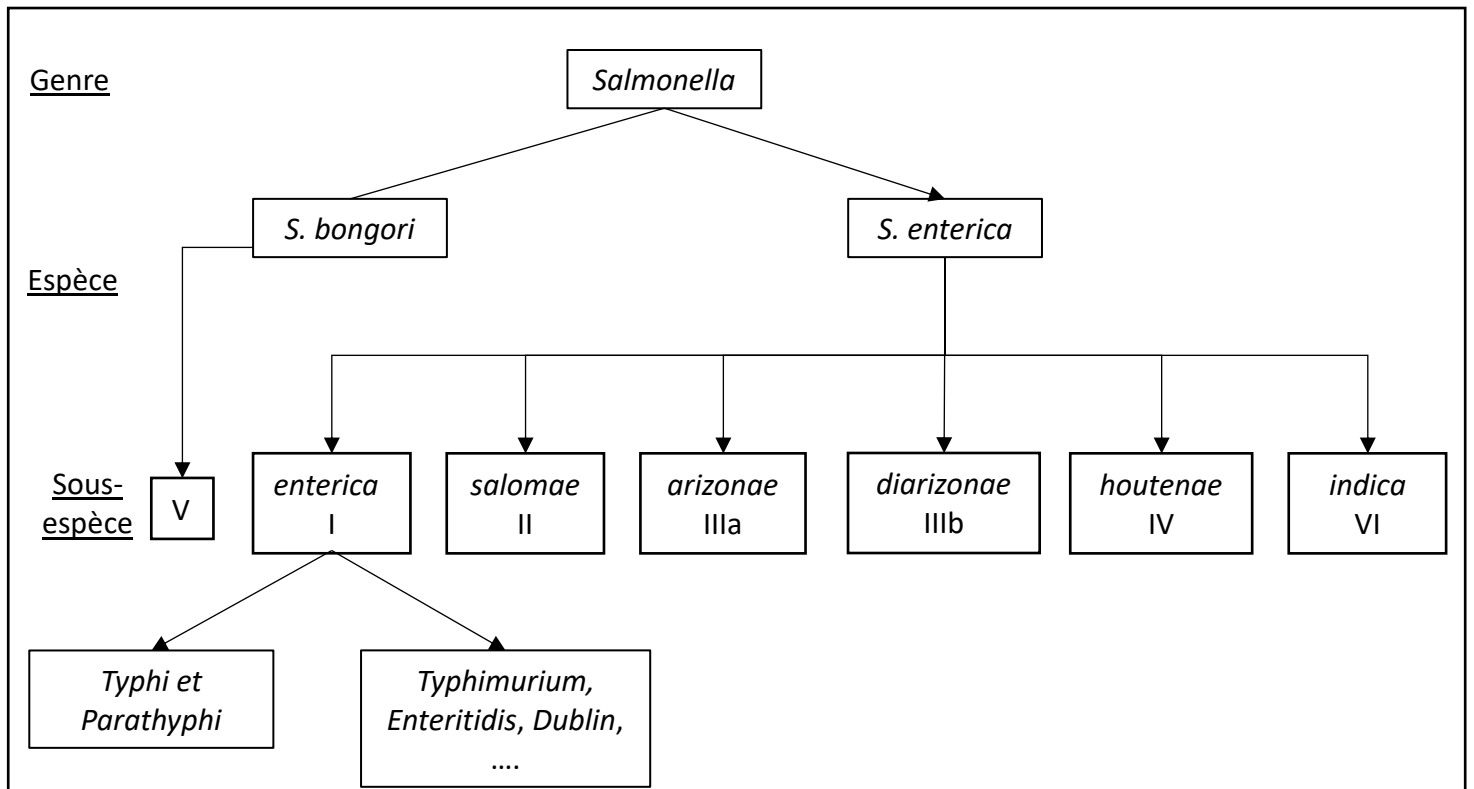 Genre
Salmonella
S. bongori
S. enterica
Espèce
Sous-
espèce
V
enterica
I
salomae
II
arizonae
IIIa
diarizonae
IIIb
houtenae
IV
indica
VI
Typhi et
Parathyphi
Typhimurium,
Enteritidis, Dublin,
....